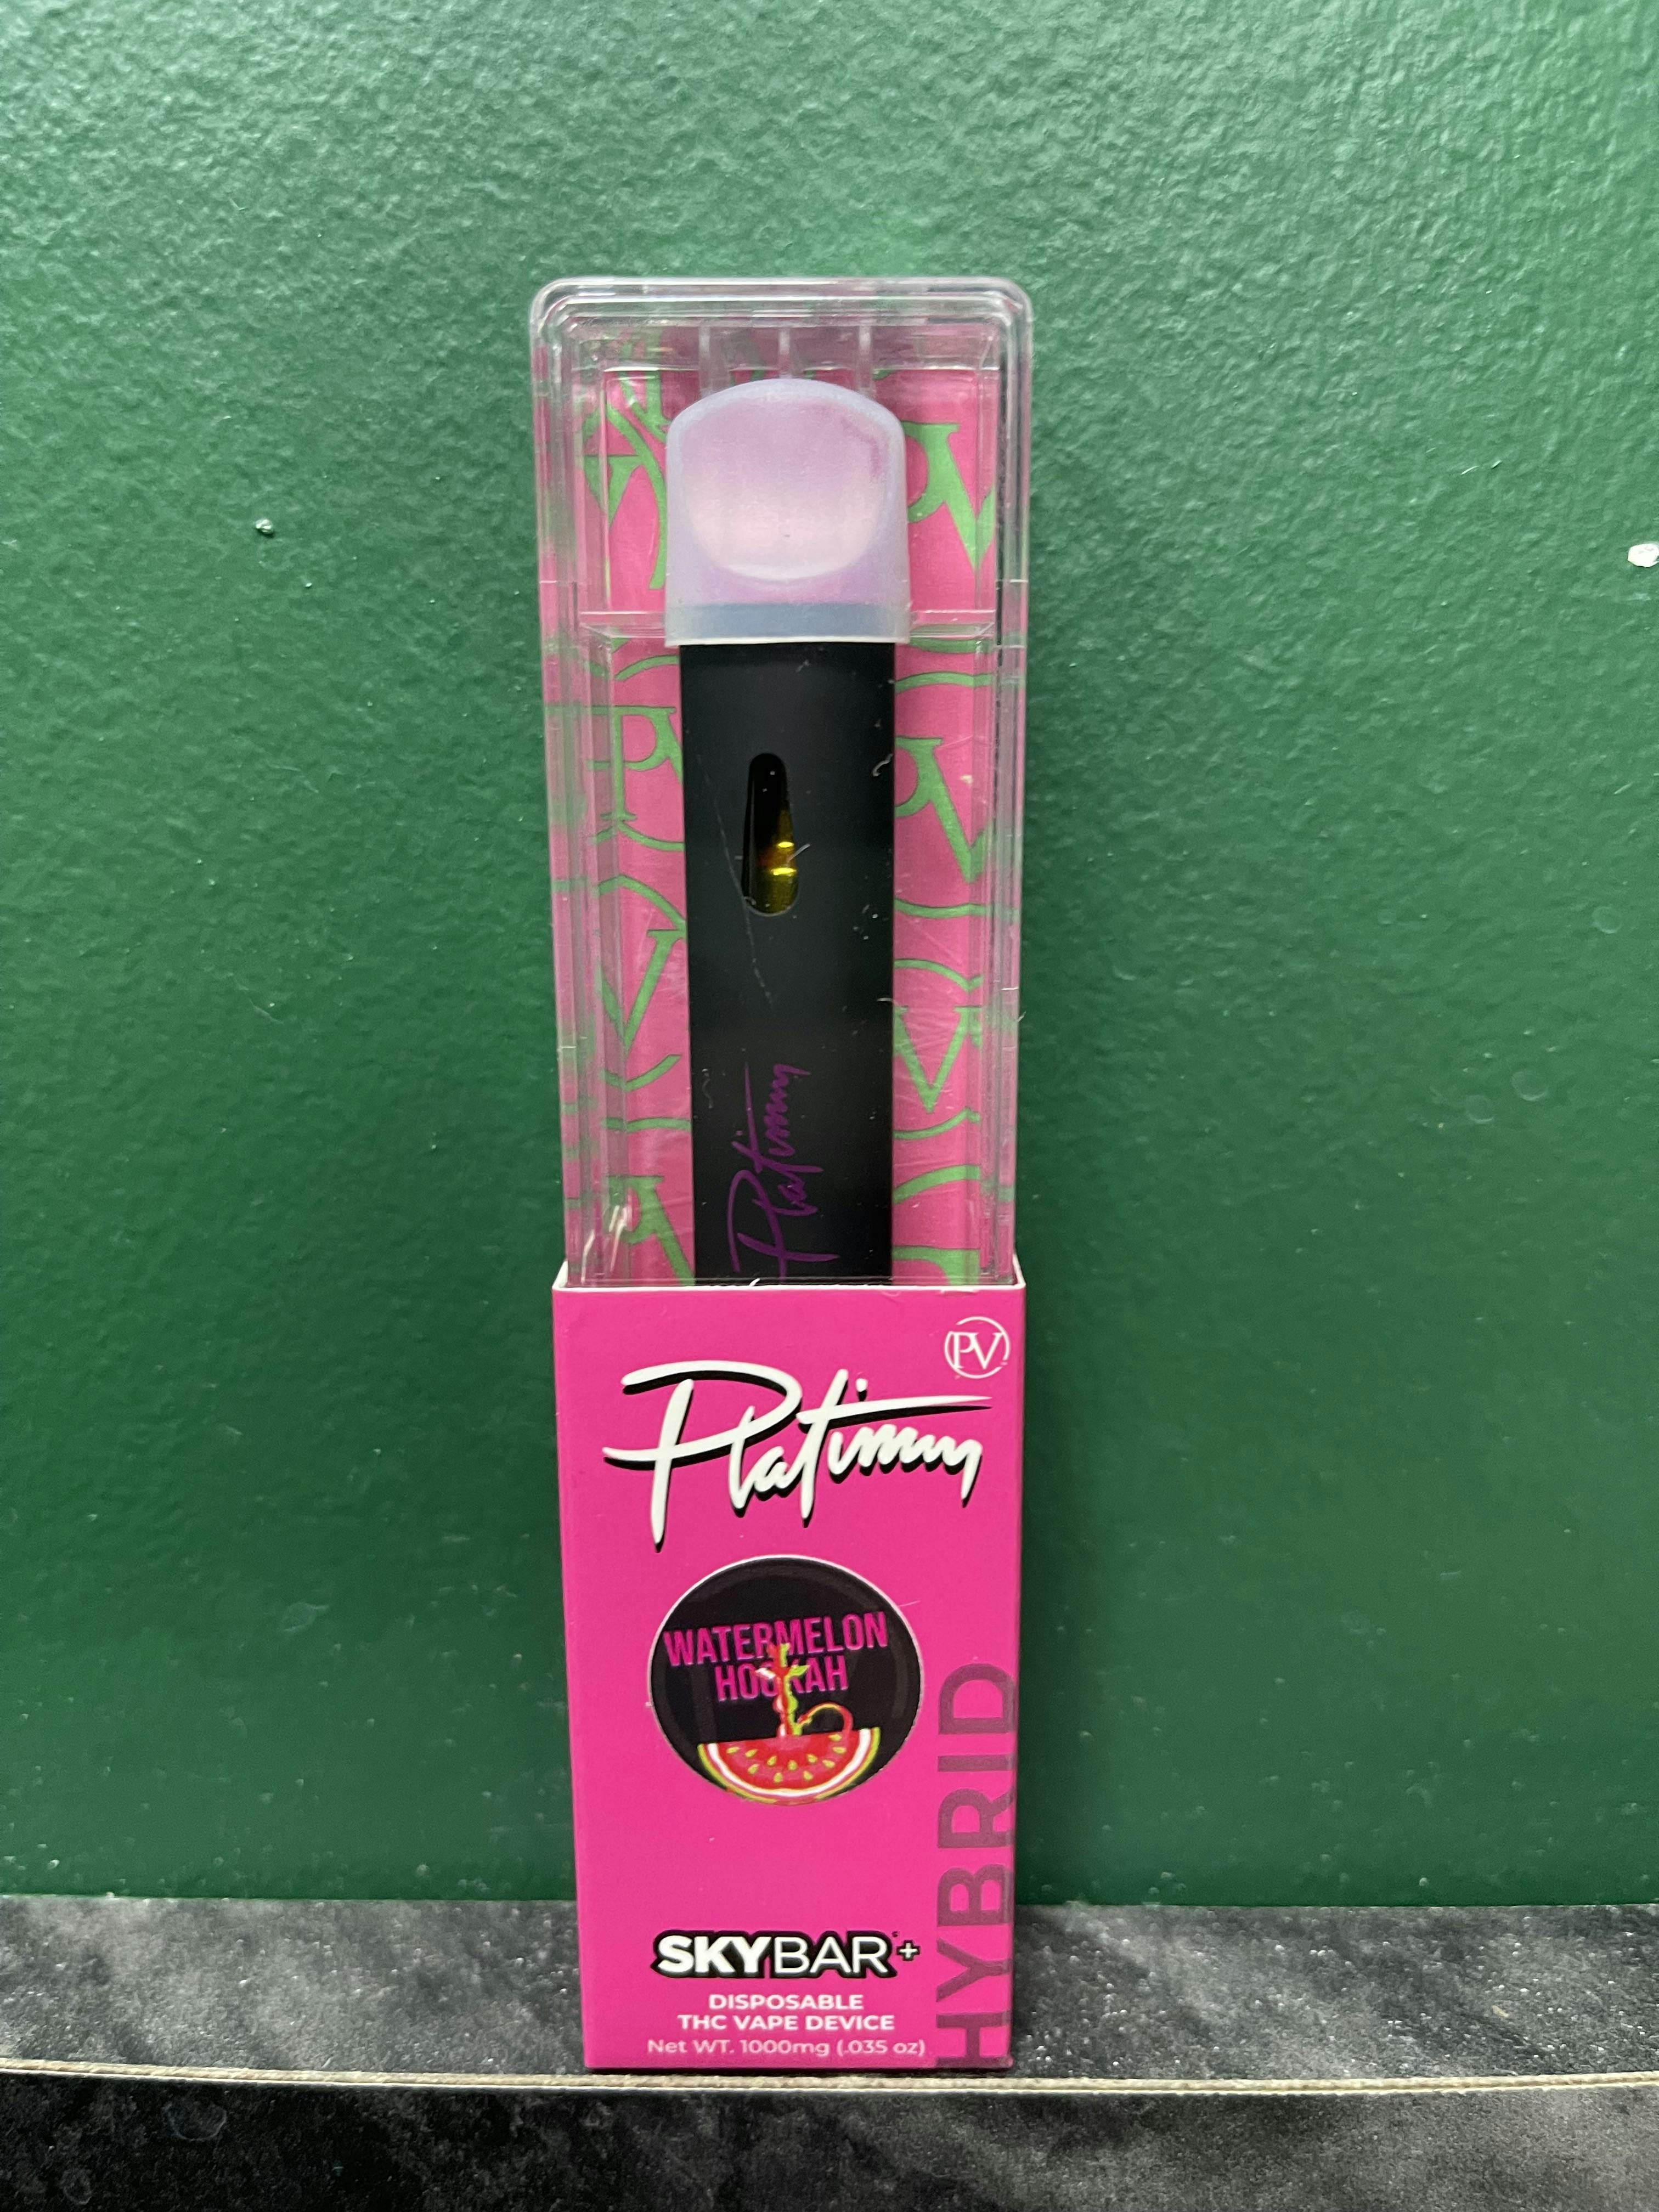 Platinum
PV
Platinum
WATERMELON
HOOKAH
HYBRID
SKYBAR+
DISPOSABLE
THC VAPE DEVICE
Net WT. 1000mg (.035 oz)